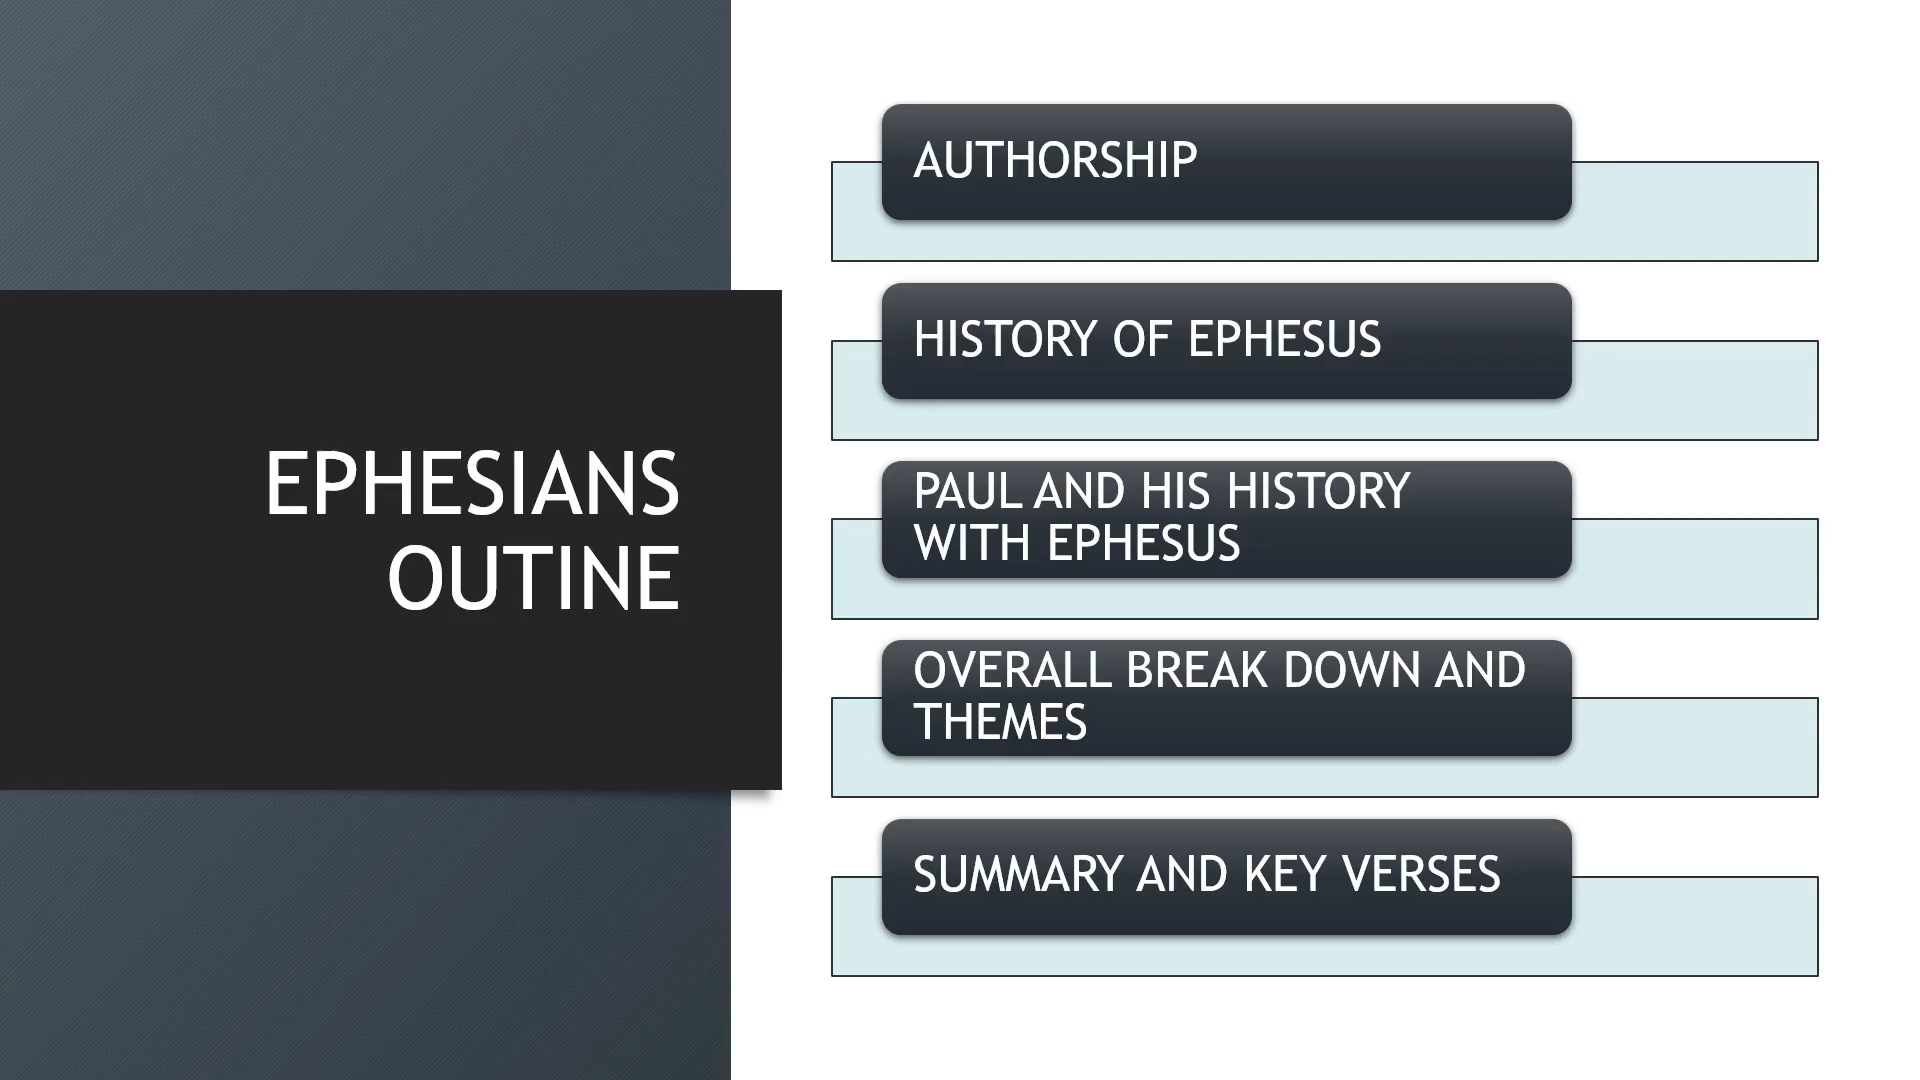 EPHESIANS
OUTINE
AUTHORSHIP
HISTORY OF EPHESUS
PAUL AND HIS HISTORY
WITH EPHESUS
OVERALL BREAK DOWN AND
THEMES
SUMMARY AND KEY VERSES